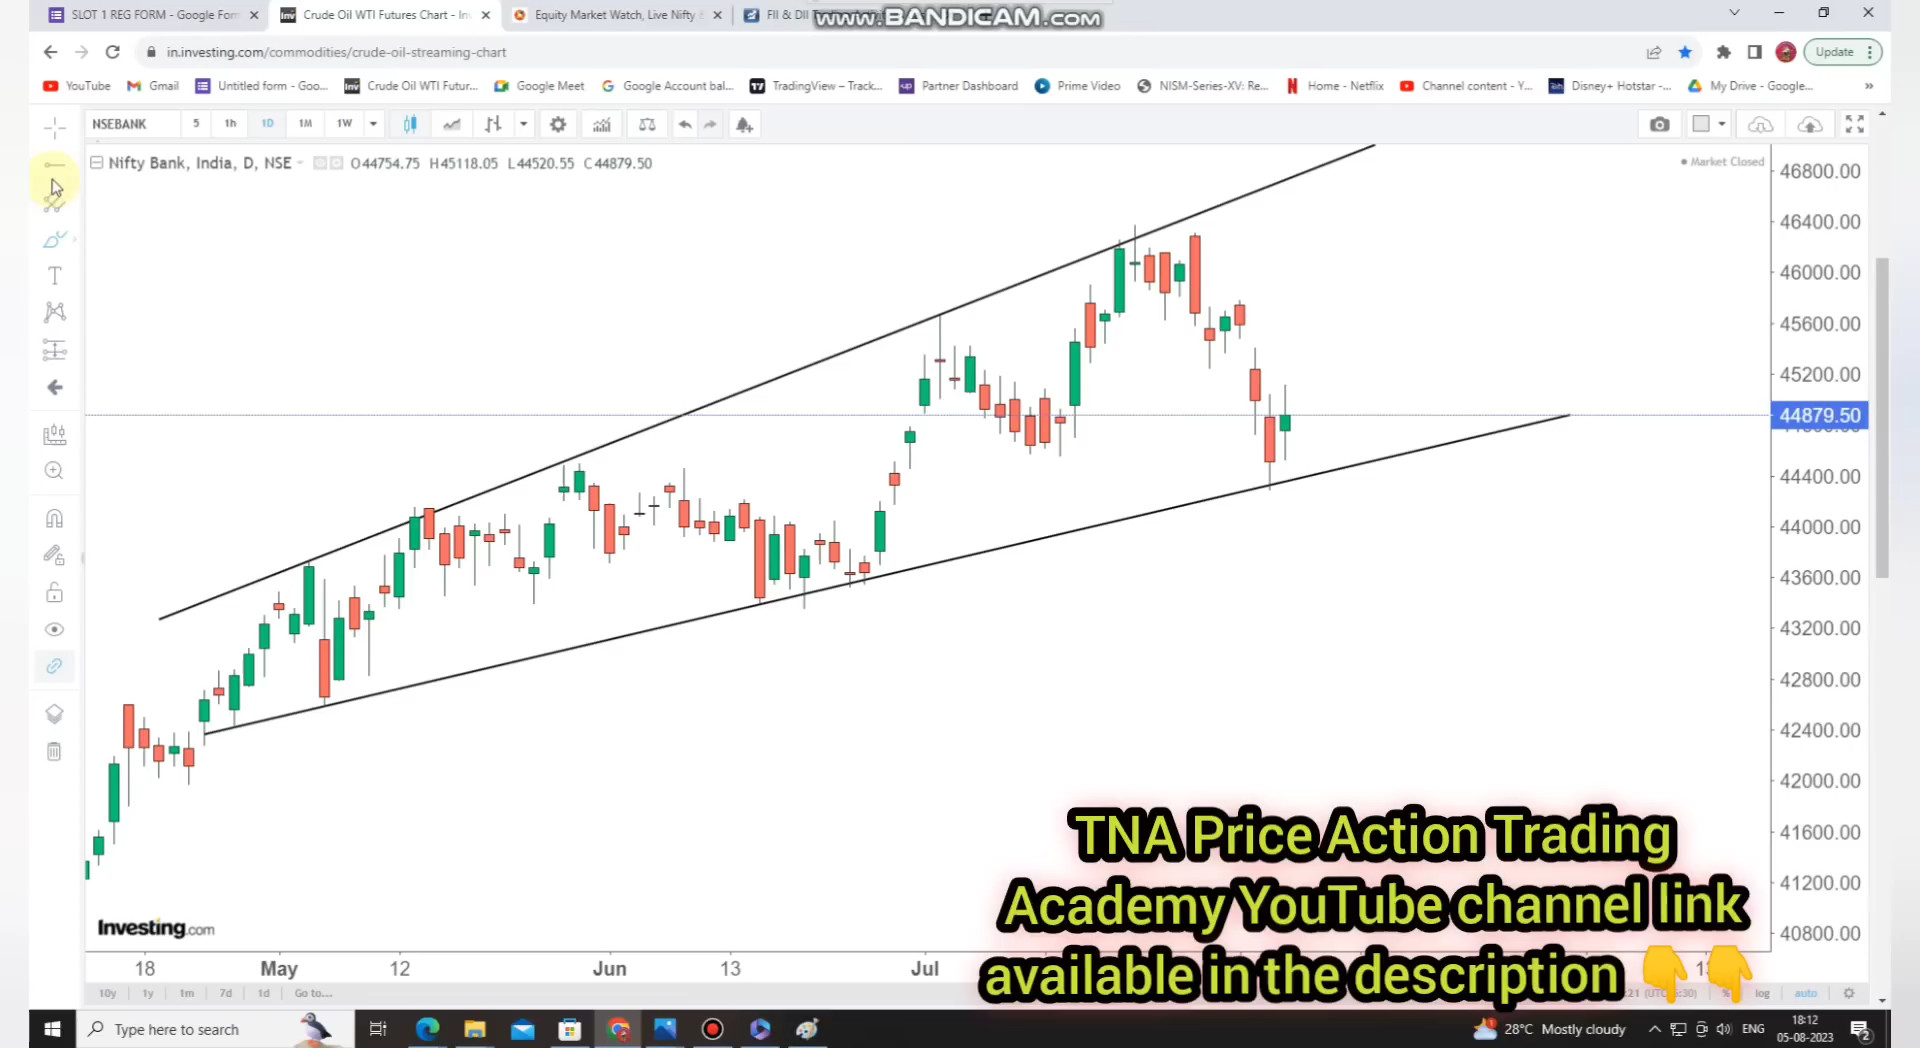 SLOT 1 REG FORM - Google Form
Crude Oil WTI Futures Chart - Inv
Equity Market Watch, Live Nifty
FII & DII
www.BANDICAM.com
in.investing.com/commodities/crude-oil-streaming-chart
Update
YouTube
Gmail
Untitled form - Goo...
Crude Oil WTI Futur...
Google Meet
Google Account bal...
TradingView – Track...
Partner Dashboard
Prime Video
NISM-Series-XV: Re...
Home - Netflix
Channel content - Y...
Disney+ Hotstar -...
My Drive - Google...
NSEBANK 5 1h 1D 1M 1W
Nifty Bank, India, D, NSE O44754.75 H45118.05 L44520.55 C44879.50
Market Closed
46800.00
46400.00
46000.00
45600.00
45200.00
44879.50
44400.00
44000.00
43600.00
43200.00
42800.00
42400.00
42000.00
41600.00
41200.00
40800.00
TNA Price Action Trading
Academy YouTube channel link
available in the description
Investing.com
18 May 12 Jun 13 Jul
10y 1y 1m 7d 1d Go to...
% log auto
Type here to search
28°C Mostly cloudy
ENG
18:12
05-08-2023
2